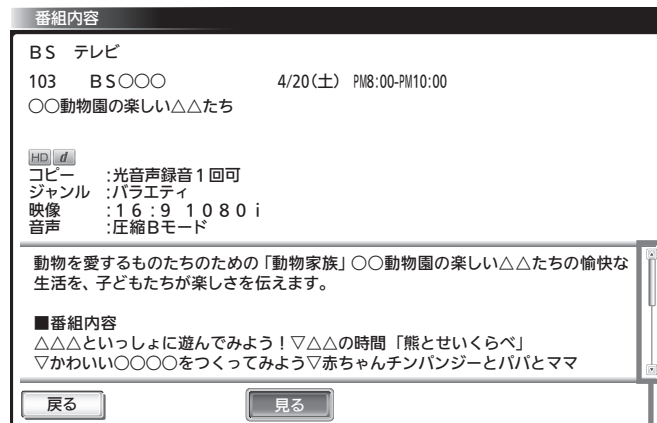 番組内容
BS テレビ
103 BS○○○ 4/20(土) PM8:00-PM10:00
○○動物園の楽しい△△たち
HD d
コピー :光音声録音1回可
ジャンル :バラエティ
映像 :16:9 1080i
音声 :圧縮Bモード
動物を愛するものたちのための「動物家族」○○動物園の楽しい△△たちの愉快な
生活を、子どもたちが楽しさを伝えます。
■番組内容
△△△といっしょに遊んでみよう!▽△△の時間「熊とせいくらべ」
▽かわいい○○○○をつくってみよう▽赤ちゃんチンパンジーとパパとママ
戻る 見る